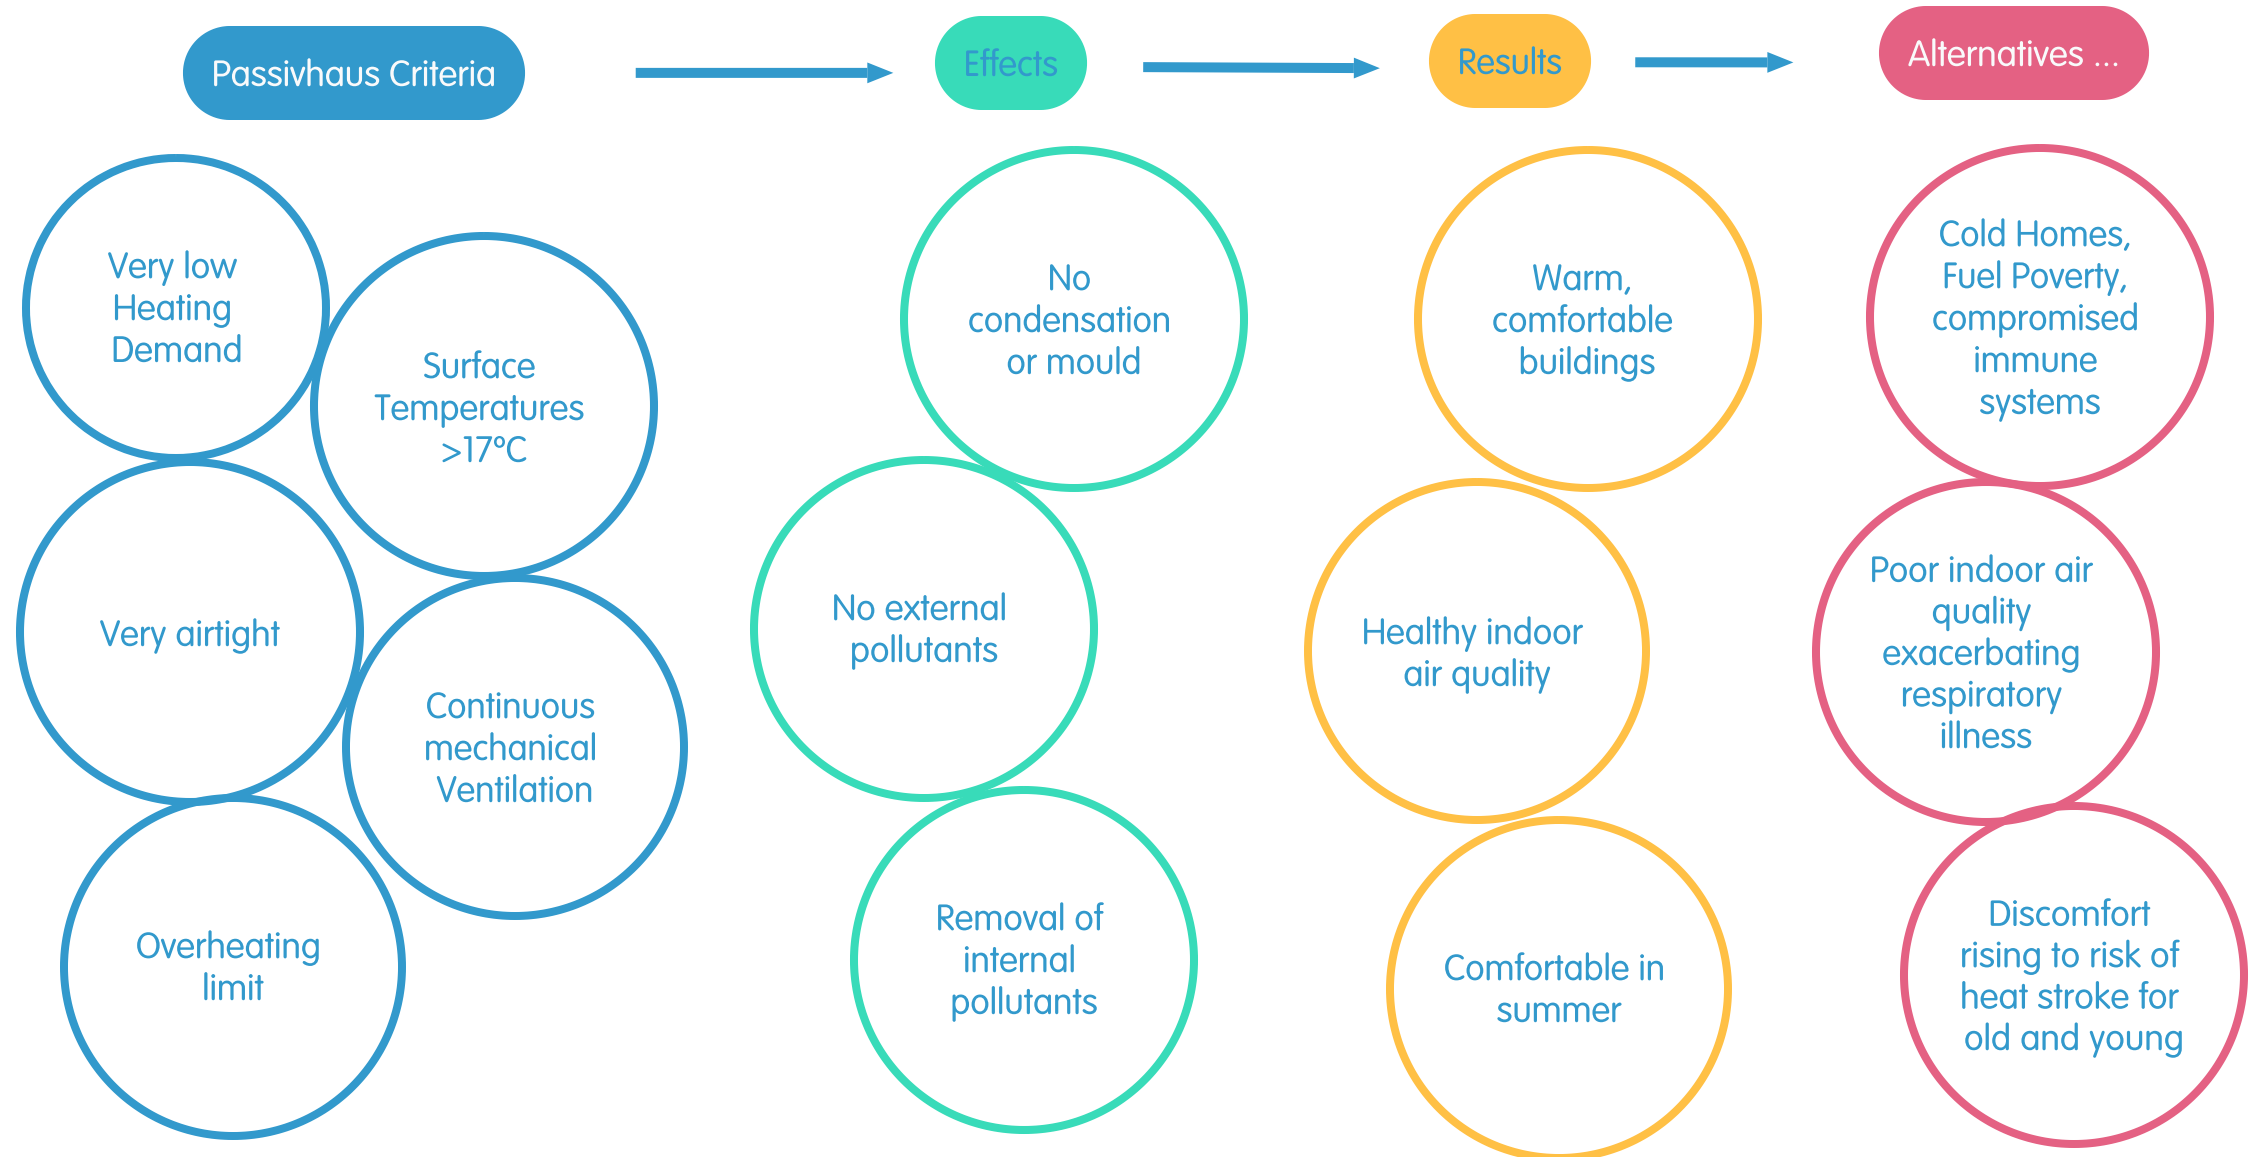 Passivhaus Criteria
Effects
Results
Alternatives ...
Very low
Heating
Demand
Surface
Temperatures
>17°C
Very airtight
Continuous
mechanical
Ventilation
Overheating
limit
No
condensation
or mould
No external
pollutants
Removal of
internal
pollutants
Warm,
comfortable
buildings
Healthy indoor
air quality
Comfortable in
summer
Cold Homes,
Fuel Poverty,
compromised
immune
systems
Poor indoor air
quality
exacerbating
respiratory
illness
Discomfort
rising to risk of
heat stroke for
old and young